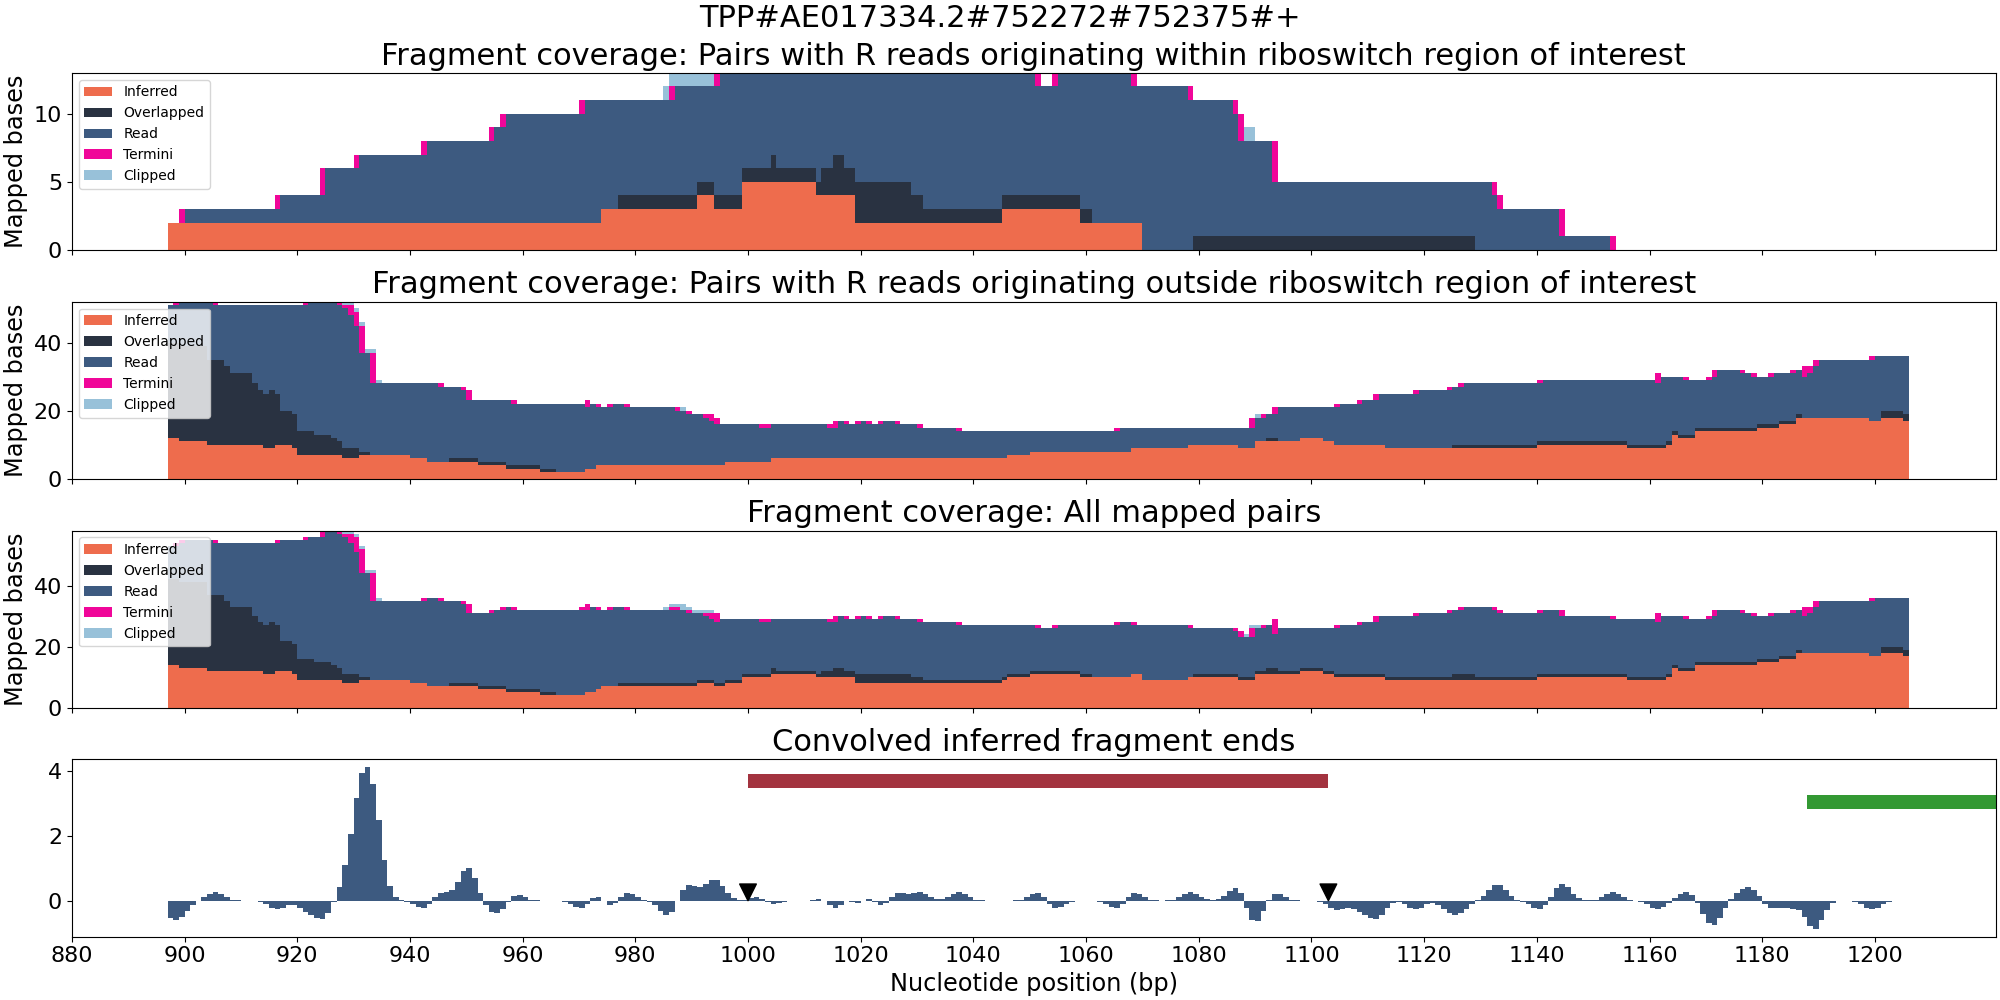 TPP#AE017334.2#752272#752375#+
Fragment coverage: Pairs with R reads originating within riboswitch region of interest
Mapped bases
10
5
0
Inferred
Overlapped
Read
Termini
Clipped
Fragment coverage: Pairs with R reads originating outside riboswitch region of interest
Mapped bases
40
20
0
Inferred
Overlapped
Read
Termini
Clipped
Fragment coverage: All mapped pairs
Mapped bases
40
20
0
Inferred
Overlapped
Read
Termini
Clipped
Convolved inferred fragment ends
4
2
0
880 900 920 940 960 980 1000 1020 1040 1060 1080 1100 1120 1140 1160 1180 1200
Nucleotide position (bp)